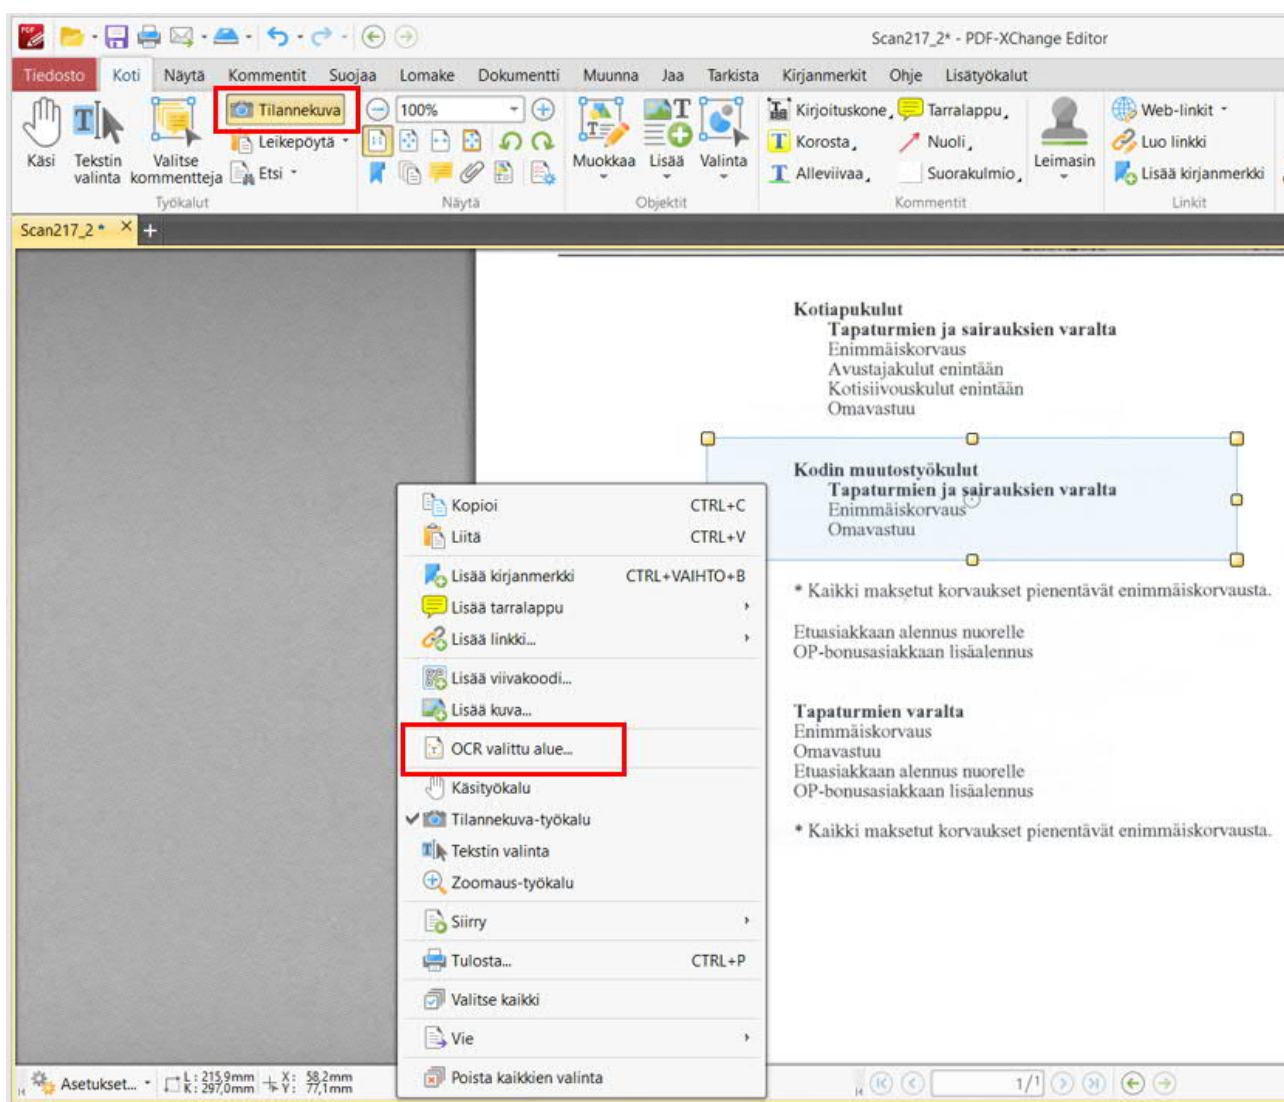 Scan217_2* - PDF-XChange Editor
Tiedosto Koti Näytä Kommentit Suojaa Lomake Dokumentti Muunna Jaa Tarkista Kirjanmerkit Ohje Lisätyökalut
Käsi
Tekstin valinta
Valitse kommentteja
Tilannekuva
Leikepöytä
Etsi
Työkalut
100%
Näytä
Muokkaa
Lisää
Valinta
Objektit
Kirjoituskone
Korosta
Alleviivaa
Tarralappu
Nuoli
Suorakulmio
Leimasin
Kommentit
Web-linkit
Luo linkki
Lisää kirjanmerkki
Linkit
Scan217_2 *
Kotiapukulut
Tapaturmien ja sairauksien varalta
Enimmäiskorvaus
Avustajakulut enintään
Kotisiivouskulut enintään
Omavastuu
Kodin muutostyökulut
Tapaturmien ja sairauksien varalta
Enimmäiskorvaus
Omavastuu
* Kaikki maksetut korvaukset pienentävät enimmäiskorvausta.
Etuasiakkaan alennus nuorelle
OP-bonusasiakkaan lisäalennus
Tapaturmien varalta
Enimmäiskorvaus
Omavastuu
Etuasiakkaan alennus nuorelle
OP-bonusasiakkaan lisäalennus
* Kaikki maksetut korvaukset pienentävät enimmäiskorvausta.
Kopioi CTRL+C
Liitä CTRL+V
Lisää kirjanmerkki CTRL+VAIHTO+B
Lisää tarralappu
Lisää linkki...
Lisää viivakoodi...
Lisää kuva...
OCR valittu alue...
Käsityökalu
Tilannekuva-työkalu
Tekstin valinta
Zoomaus-työkalu
Siirry
Tulosta... CTRL+P
Valitse kaikki
Vie
Poista kaikkien valinta
Asetukset...
L: 215,9mm X: 58,2mm
K: 297,0mm Y: 77,1mm
1/1